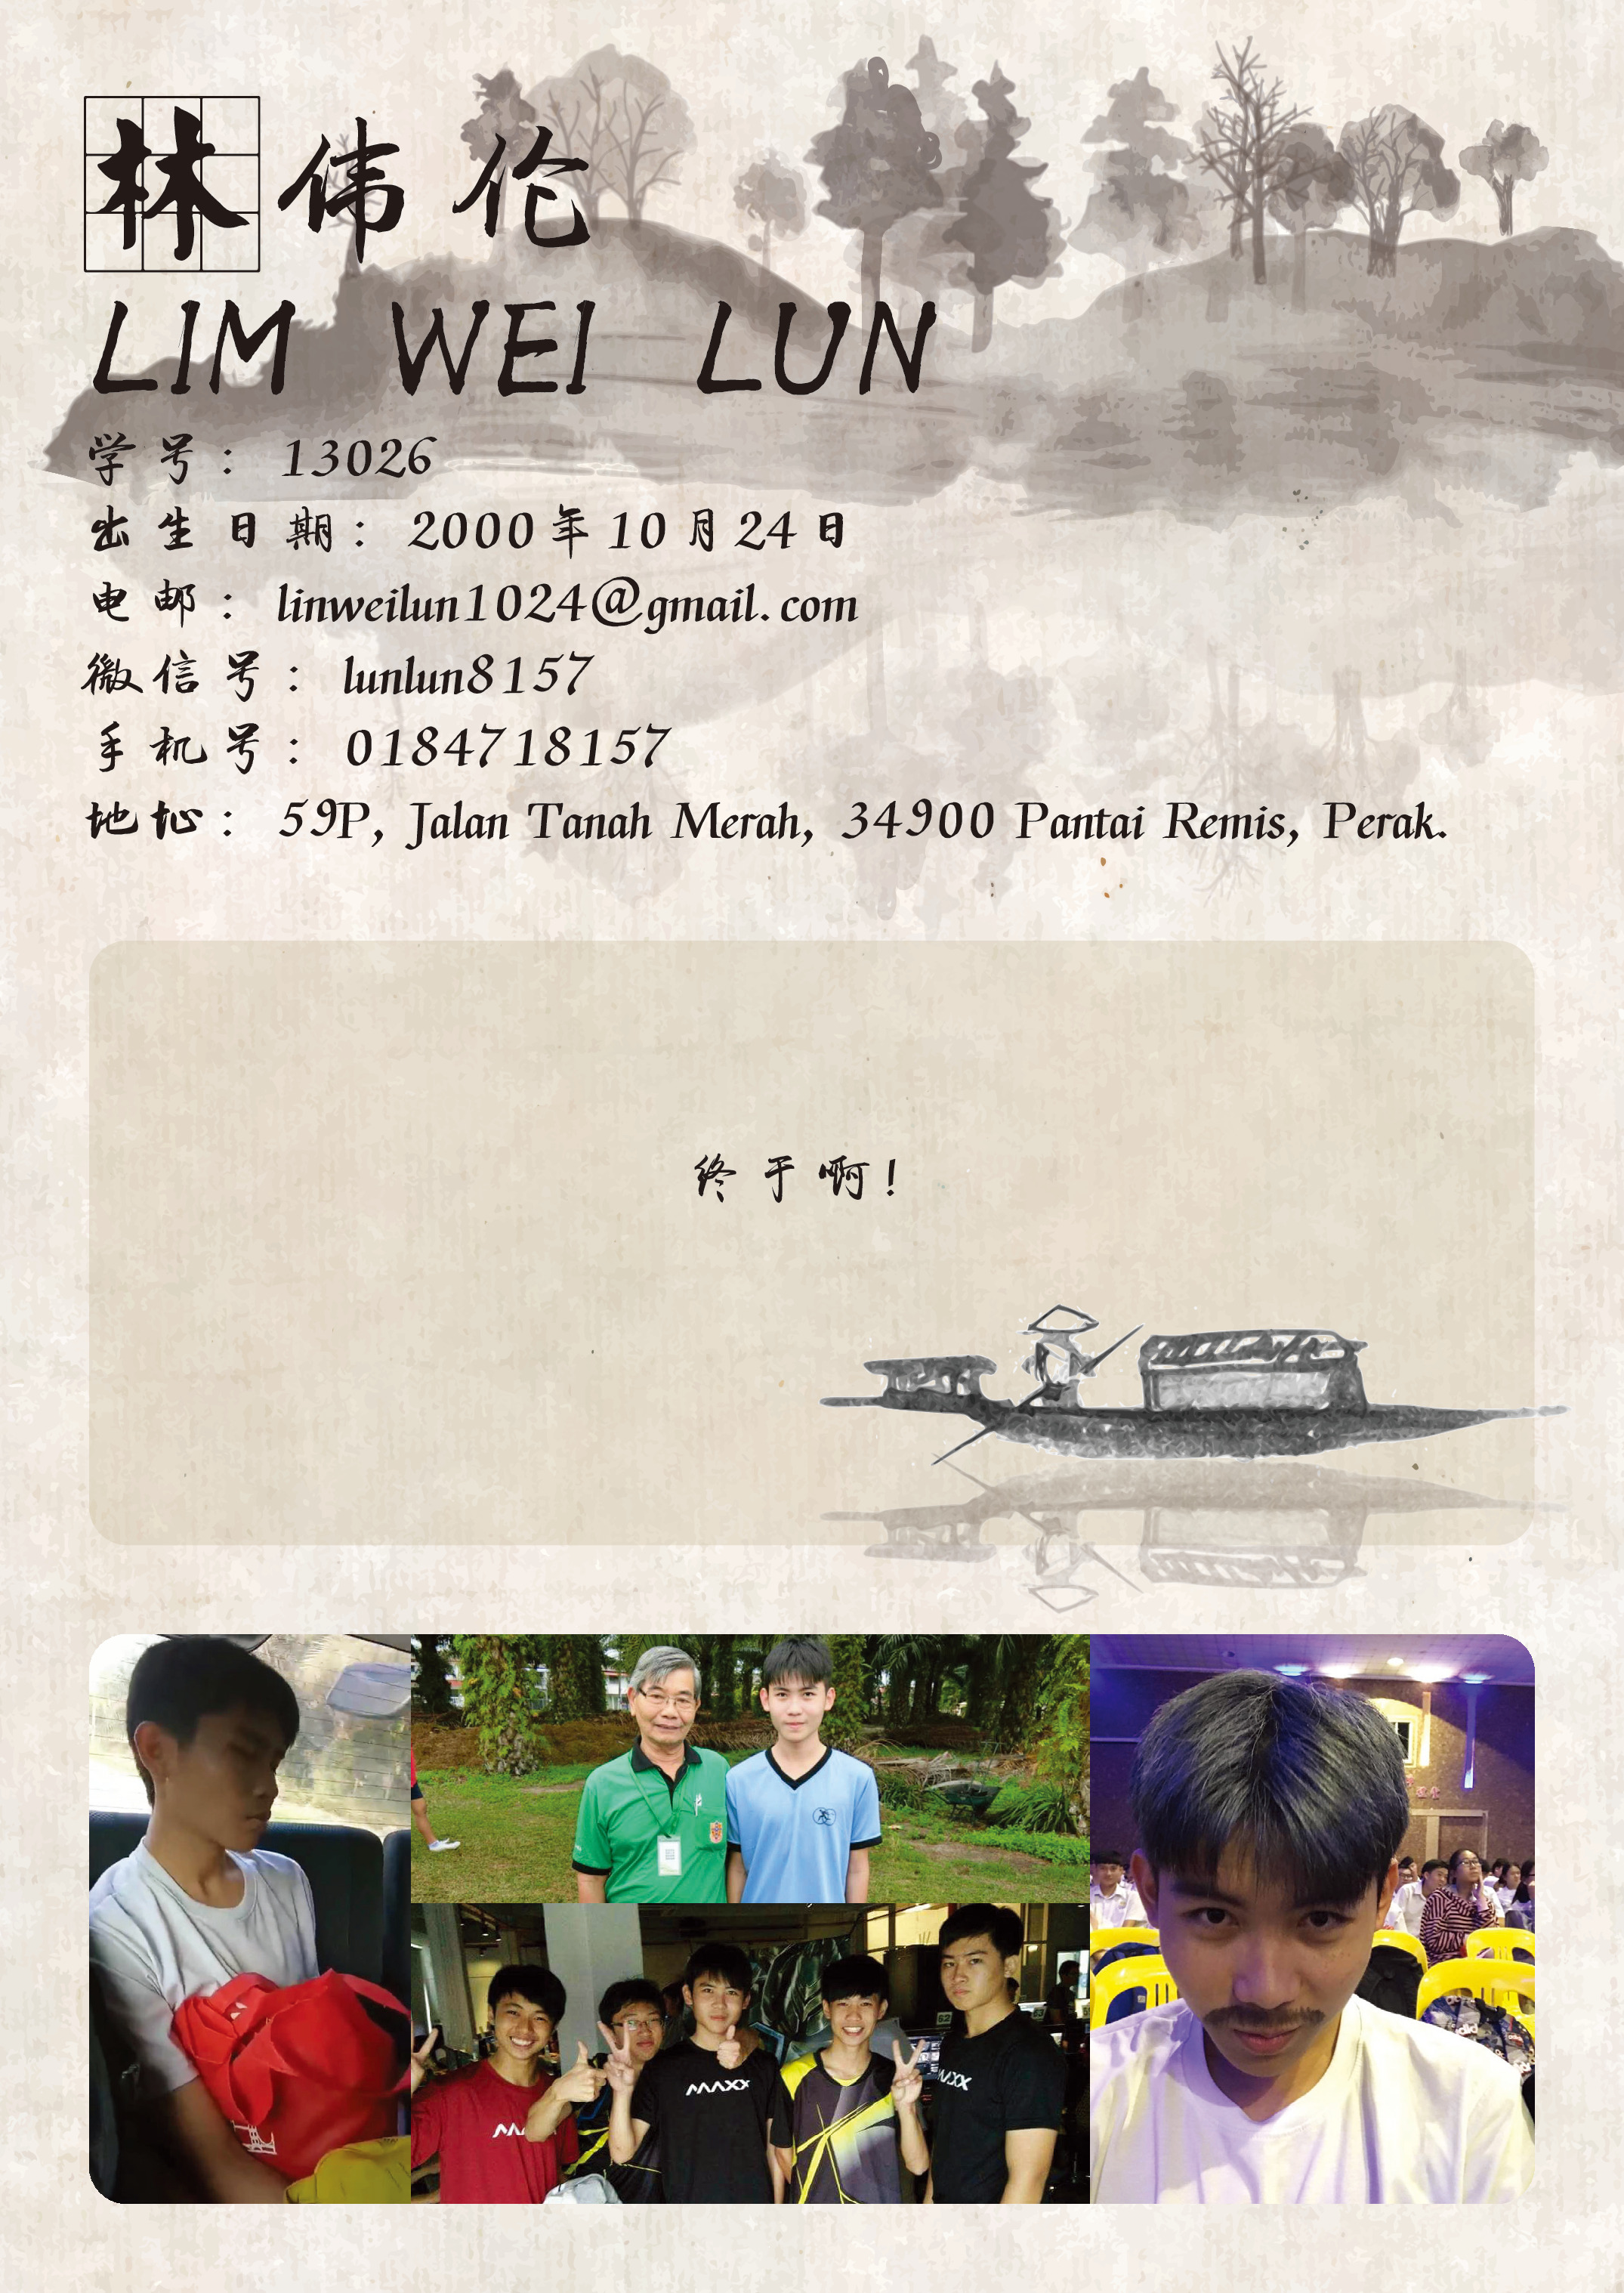 林伟伦
LIM WEI LUN
学号：13026
出生日期：2000年10月24日
电邮：linweilun1024@gmail.com
微信号：lunlun8157
手机号：0184718157
地址：59P, Jalan Tanah Merah, 34900 Pantai Remis, Perak.
终于啊!
MAXX